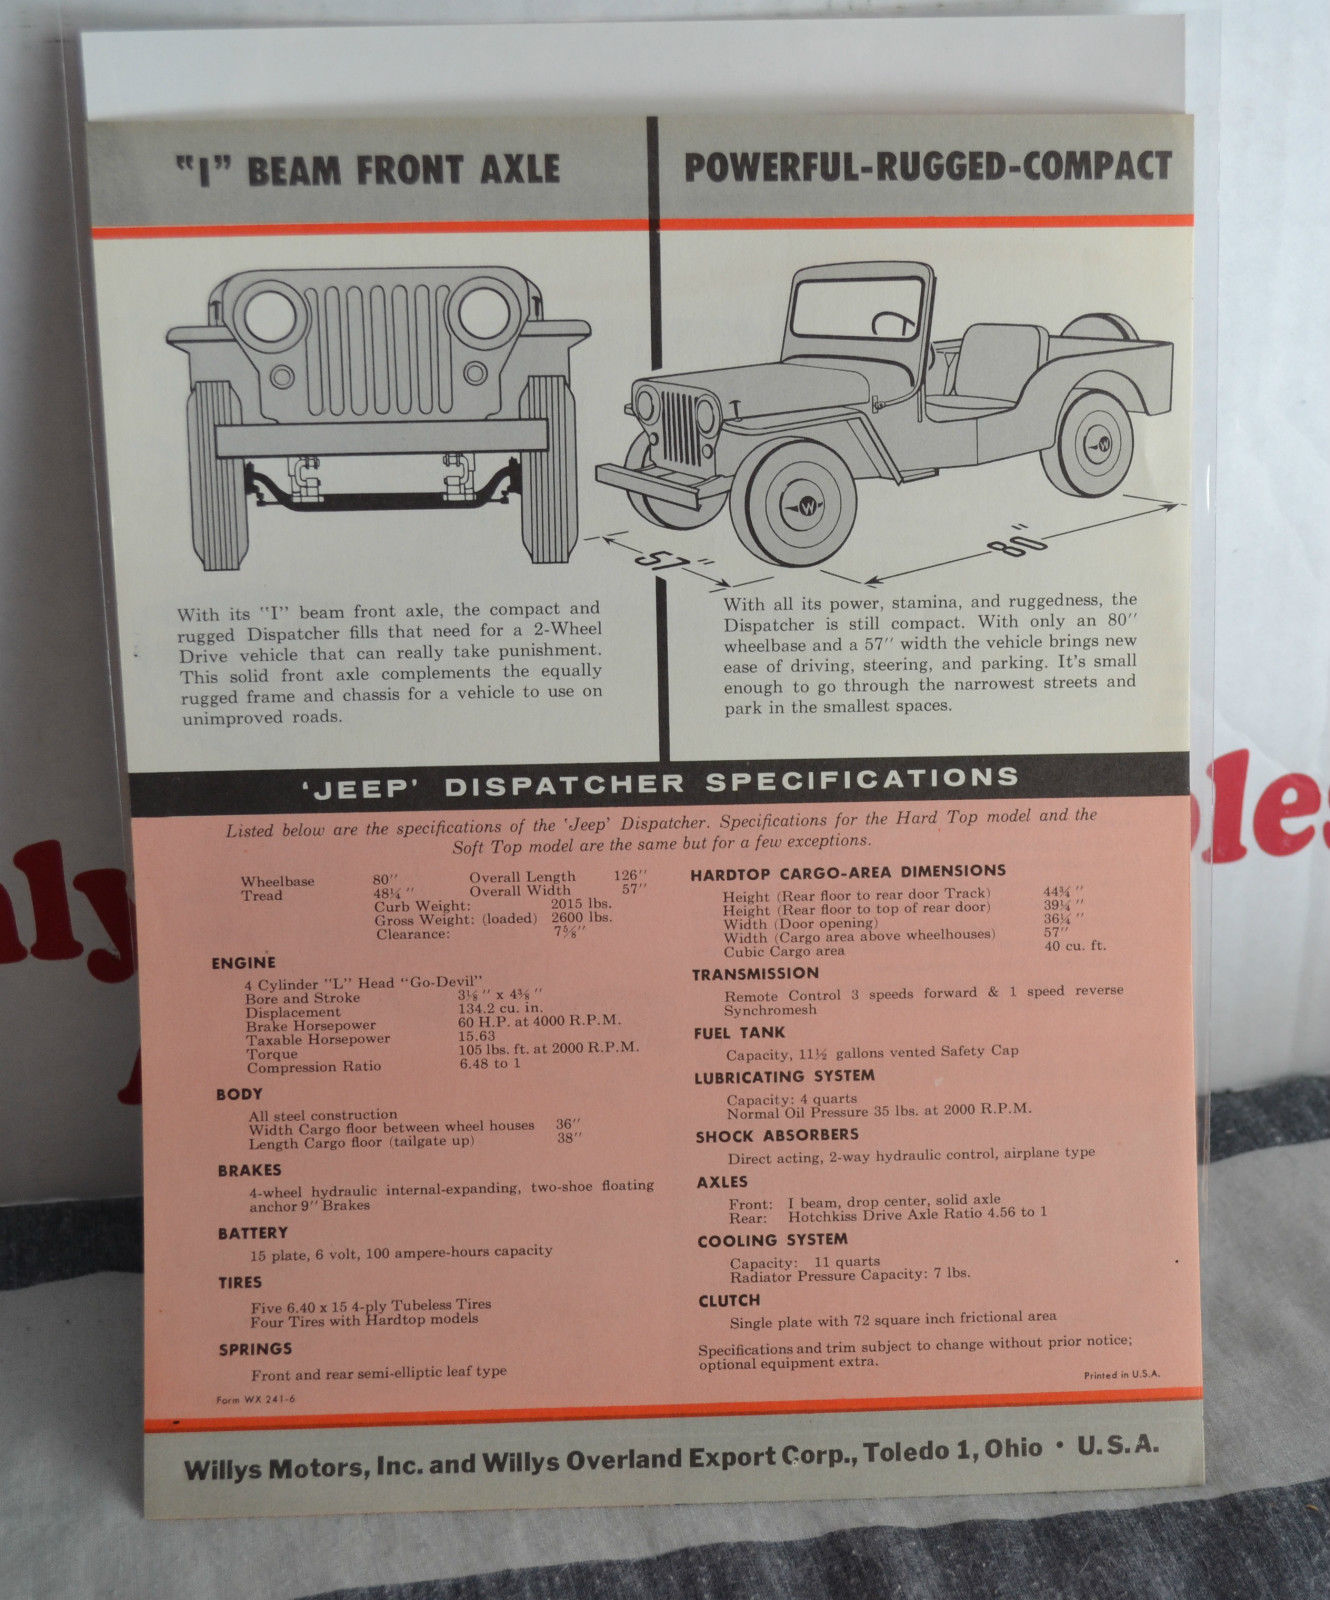 "I" BEAM FRONT AXLE
POWERFUL-RUGGED-COMPACT
57"
80"
W
With its "I" beam front axle, the compact and
rugged Dispatcher fills that need for a 2-Wheel
Drive vehicle that can really take punishment.
This solid front axle complements the equally
rugged frame and chassis for a vehicle to use on
unimproved roads.
With all its power, stamina, and ruggedness, the
Dispatcher is still compact. With only an 80"
wheelbase and a 57" width the vehicle brings new
ease of driving, steering, and parking. It's small
enough to go through the narrowest streets and
park in the smallest spaces.
'JEEP' DISPATCHER SPECIFICATIONS
Listed below are the specifications of the 'Jeep' Dispatcher. Specifications for the Hard Top model and the
Soft Top model are the same but for a few exceptions.
Wheelbase 80" Overall Length 126"
Tread 48¼" Overall Width 57"
Curb Weight: 2015 lbs.
Gross Weight: (loaded) 2600 lbs.
Clearance: 7⅝"
ENGINE
4 Cylinder "L" Head "Go-Devil"
Bore and Stroke 3⅛" x 4⅜"
Displacement 134.2 cu. in.
Brake Horsepower 60 H.P. at 4000 R.P.M.
Taxable Horsepower 15.63
Torque 105 lbs. ft. at 2000 R.P.M.
Compression Ratio 6.48 to 1
BODY
All steel construction
Width Cargo floor between wheel houses 36"
Length Cargo floor (tailgate up) 38"
BRAKES
4-wheel hydraulic internal-expanding, two-shoe floating
anchor 9" Brakes
BATTERY
15 plate, 6 volt, 100 ampere-hours capacity
TIRES
Five 6.40 x 15 4-ply Tubeless Tires
Four Tires with Hardtop models
SPRINGS
Front and rear semi-elliptic leaf type
Form WX 241-6
HARDTOP CARGO-AREA DIMENSIONS
Height (Rear floor to rear door Track) 44¾"
Height (Rear floor to top of rear door) 39¼"
Width (Door opening) 36¼"
Width (Cargo area above wheelhouses) 57"
Cubic Cargo area 40 cu. ft.
TRANSMISSION
Remote Control 3 speeds forward & 1 speed reverse
Synchromesh
FUEL TANK
Capacity, 11½ gallons vented Safety Cap
LUBRICATING SYSTEM
Capacity: 4 quarts
Normal Oil Pressure 35 lbs. at 2000 R.P.M.
SHOCK ABSORBERS
Direct acting, 2-way hydraulic control, airplane type
AXLES
Front: I beam, drop center, solid axle
Rear: Hotchkiss Drive Axle Ratio 4.56 to 1
COOLING SYSTEM
Capacity: 11 quarts
Radiator Pressure Capacity: 7 lbs.
CLUTCH
Single plate with 72 square inch frictional area
Specifications and trim subject to change without prior notice;
optional equipment extra.
Printed in U.S.A.
Willys Motors, Inc. and Willys Overland Export Corp., Toledo 1, Ohio • U.S.A.